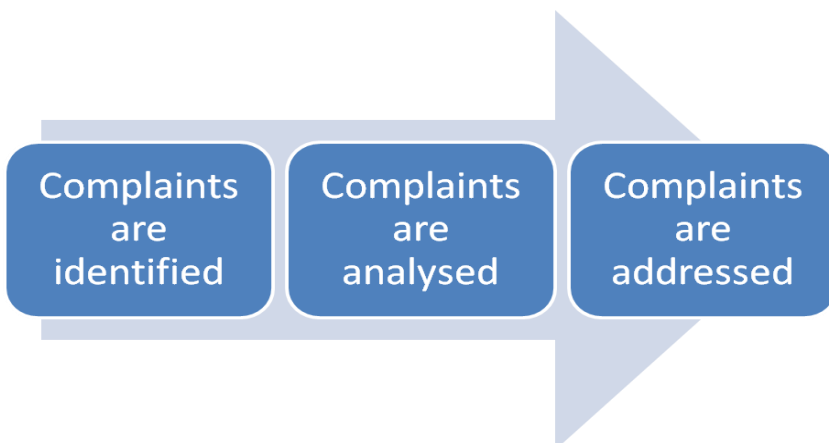 Complaints
are
identified
Complaints
are
analysed
Complaints
are
addressed